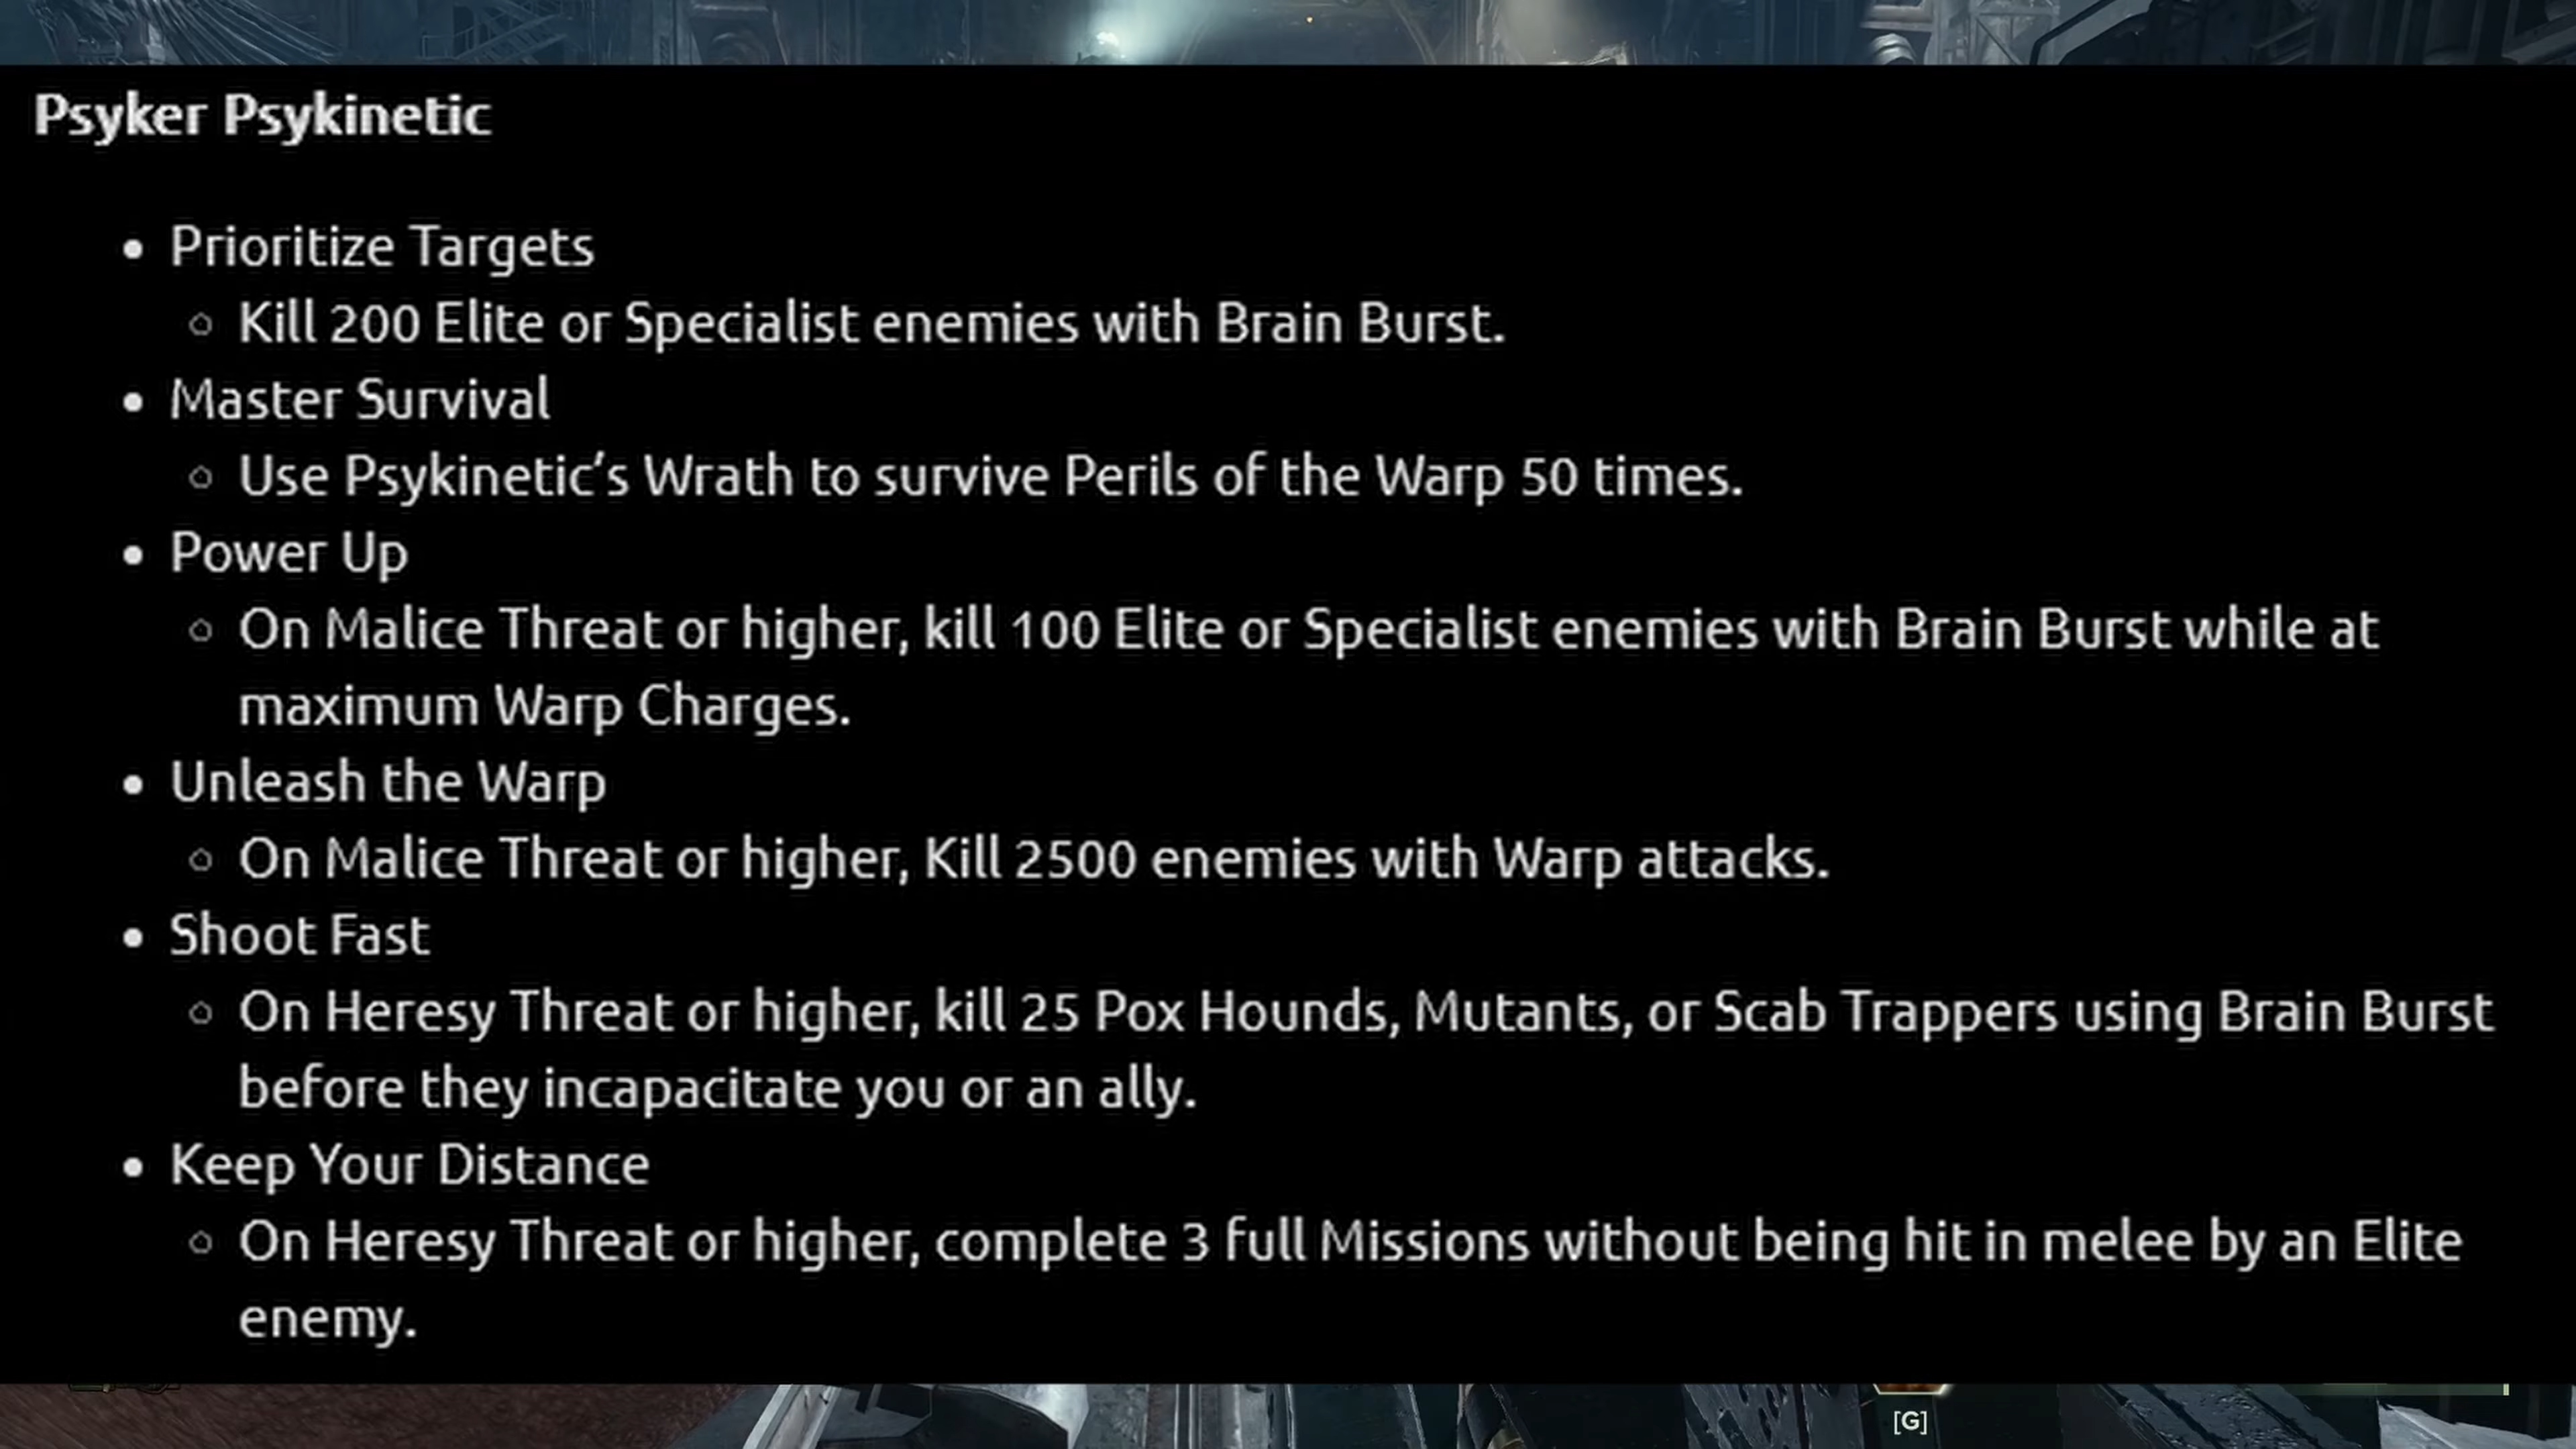 Psyker Psykinetic
• Prioritize Targets
○ Kill 200 Elite or Specialist enemies with Brain Burst.
• Master Survival
○ Use Psykinetic’s Wrath to survive Perils of the Warp 50 times.
• Power Up
○ On Malice Threat or higher, kill 100 Elite or Specialist enemies with Brain Burst while at
maximum Warp Charges.
• Unleash the Warp
○ On Malice Threat or higher, Kill 2500 enemies with Warp attacks.
• Shoot Fast
○ On Heresy Threat or higher, kill 25 Pox Hounds, Mutants, or Scab Trappers using Brain Burst
before they incapacitate you or an ally.
• Keep Your Distance
○ On Heresy Threat or higher, complete 3 full Missions without being hit in melee by an Elite
enemy.
[G]